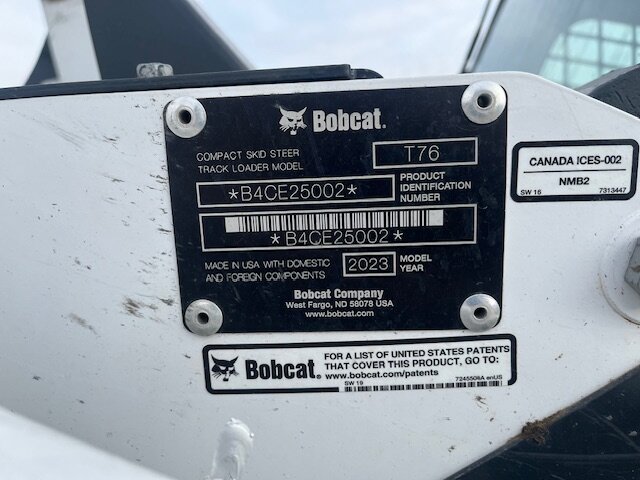 Bobcat.
COMPACT SKID STEER
TRACK LOADER MODEL
T76
*B4CE25002*
PRODUCT
IDENTIFICATION
NUMBER
*B4CE25002*
MADE IN USA WITH DOMESTIC
AND FOREIGN COMPONENTS
2023
MODEL
YEAR
Bobcat Company
West Fargo, ND 58078 USA
www.bobcat.com
CANADA ICES-002
NMB2
SW 16 7313447
Bobcat.
FOR A LIST OF UNITED STATES PATENTS
THAT COVER THIS PRODUCT, GO TO:
www.bobcat.com/patents
SW 19 7245508A enUS